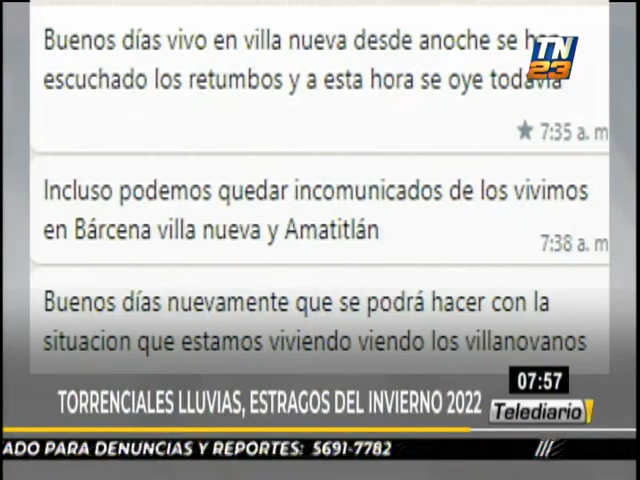 Buenos días vivo en villa nueva desde anoche se han
TN
23
escuchado los retumbos y a esta hora se oye todavía
★ 7:35 a. m
Incluso podemos quedar incomunicados de los vivimos
en Bárcena villa nueva y Amatitlán
7:38 a. m
Buenos días nuevamente que se podrá hacer con la
situacion que estamos viviendo viendo los villanovanos
07:57
TORRENCIALES LLUVIAS, ESTRAGOS DEL INVIERNO 2022
Telediario
ADO PARA DENUNCIAS Y REPORTES: 5691-7782